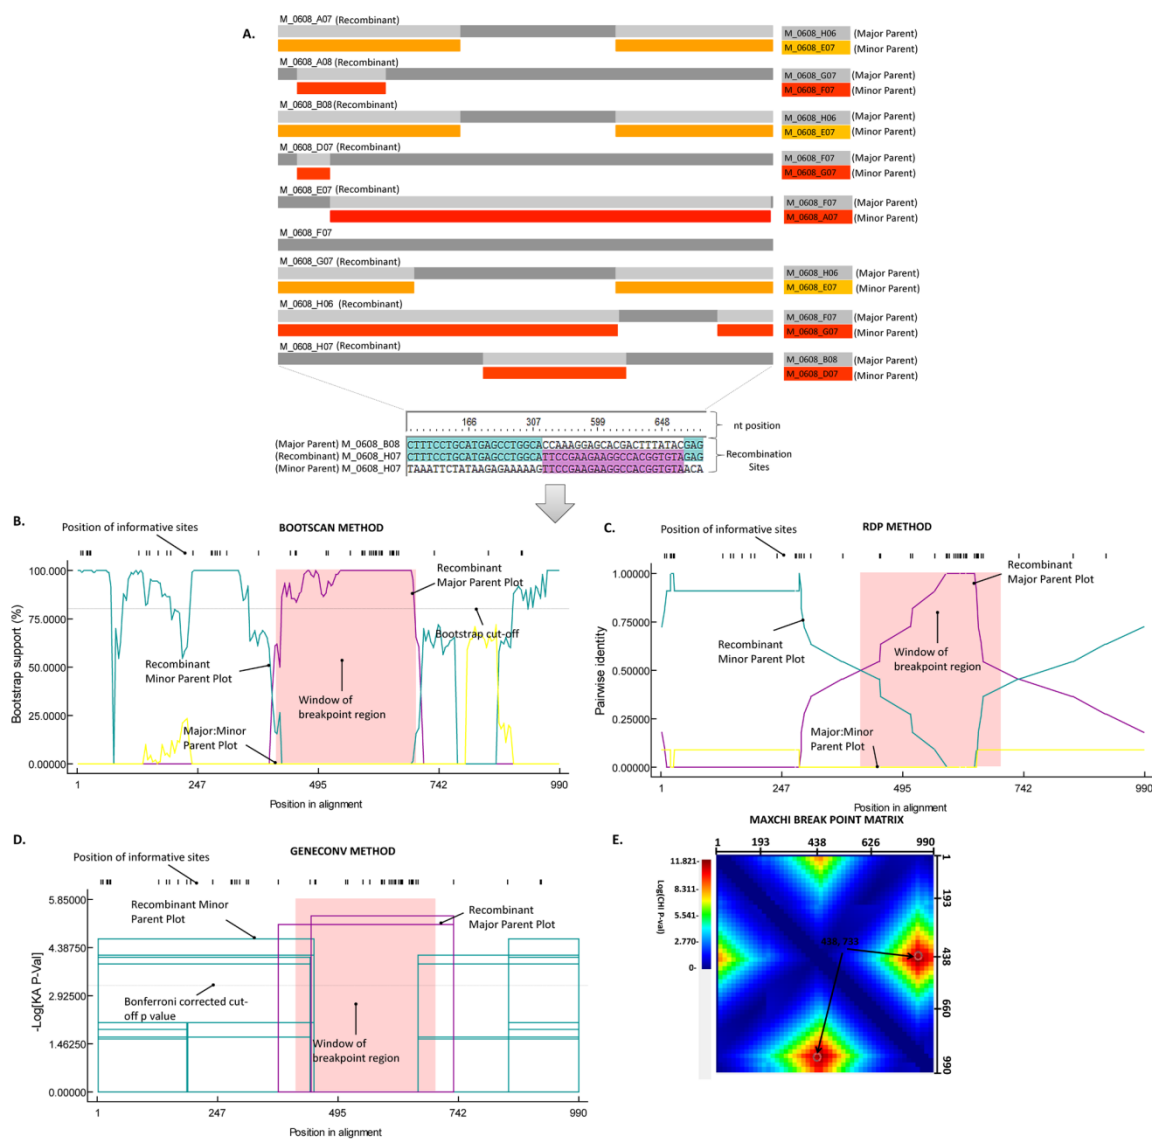 A.
M_0608_A07 (Recombinant)
M_0608_H06 (Major Parent)
M_0608_E07 (Minor Parent)
M_0608_A08 (Recombinant)
M_0608_G07 (Major Parent)
M_0608_F07 (Minor Parent)
M_0608_B08 (Recombinant)
M_0608_H06 (Major Parent)
M_0608_E07 (Minor Parent)
M_0608_D07 (Recombinant)
M_0608_F07 (Major Parent)
M_0608_G07 (Minor Parent)
M_0608_E07 (Recombinant)
M_0608_F07 (Major Parent)
M_0608_A07 (Minor Parent)
M_0608_F07
M_0608_G07 (Recombinant)
M_0608_H06 (Major Parent)
M_0608_E07 (Minor Parent)
M_0608_H06 (Recombinant)
M_0608_F07 (Major Parent)
M_0608_G07 (Minor Parent)
M_0608_H07 (Recombinant)
M_0608_B08 (Major Parent)
M_0608_D07 (Minor Parent)
166 307 599 648
nt position
(Major Parent) M_0608_B08 CTTTCCTGCATGAGCCTGGCACCAAAGGAGCACGACTTTATACGAG
(Recombinant) M_0608_H07 CTTTCCTGCATGAGCCTGGCATTCCGAAGAAGGCCACGGTGTAGAG
(Minor Parent) M_0608_H07 TAAATTCTATAAGAGAAAAAGTTCCGAAGAAGGCCACGGTGTAACA
Recombination
Sites
B.
BOOTSCAN METHOD
Position of informative sites
Recombinant
Major Parent Plot
Bootstrap cut-off
Recombinant
Minor Parent Plot
Window of
breakpoint region
Major:Minor
Parent Plot
Bootstrap support (%)
100.000
75.0000
50.0000
25.0000
0.00000
1 247 495 742 990
Position in alignment
C.
RDP METHOD
Position of informative sites
Recombinant
Major Parent Plot
Recombinant
Minor Parent Plot
Window of
breakpoint region
Major:Minor
Parent Plot
Pairwise identity
1.00000
0.75000
0.50000
0.25000
0.00000
1 247 495 742 990
Position in alignment
D.
GENECONV METHOD
Position of informative sites
Recombinant Minor
Parent Plot
Recombinant
Major Parent Plot
Bonferroni corrected cut-
off p value
Window of
breakpoint region
-Log[KA P-Val]
5.85000
4.38750
2.92500
1.46250
0.00000
1 247 495 742 990
Position in alignment
E.
MAXCHI BREAK POINT MATRIX
1 193 438 626 990
1
193
438
660
990
11.821-
8.311-
5.541-
2.770-
0-
Log(CHI P-val)